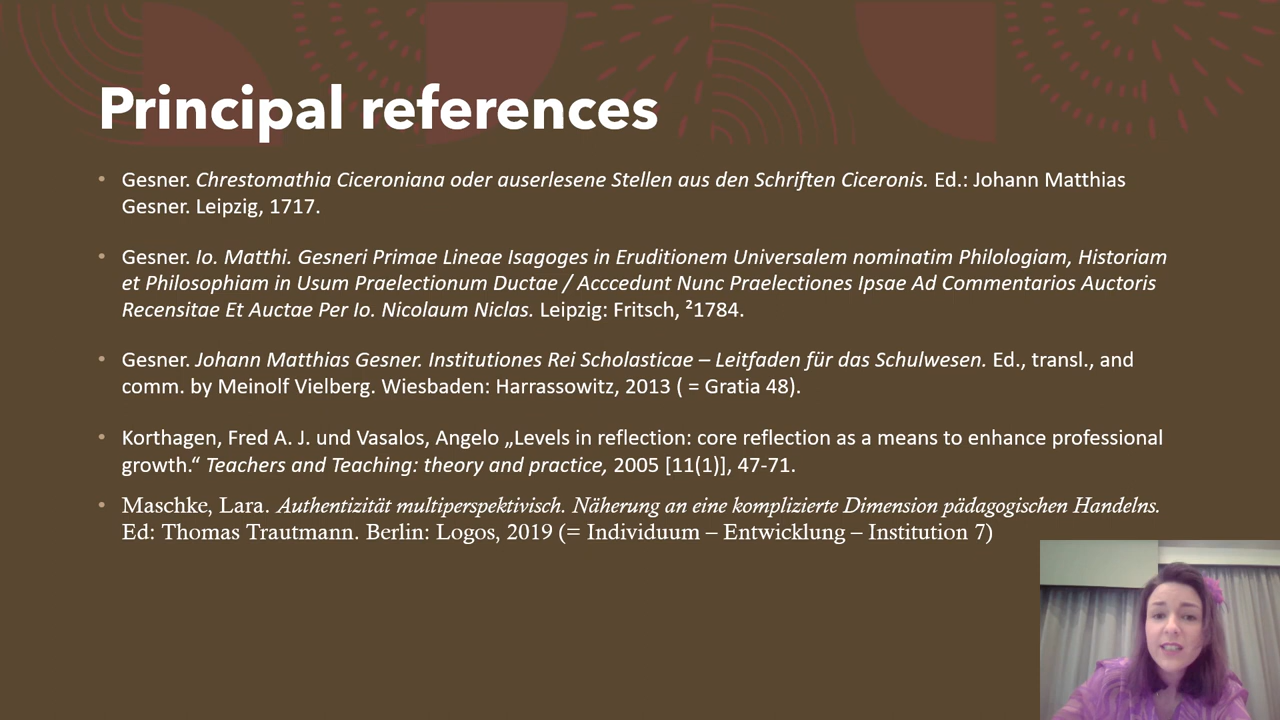 Principal references
• Gesner. Chrestomathia Ciceroniana oder auserlesene Stellen aus den Schriften Ciceronis. Ed.: Johann Matthias
Gesner. Leipzig, 1717.
• Gesner. Io. Matthi. Gesneri Primae Lineae Isagoges in Eruditionem Universalem nominatim Philologiam, Historiam
et Philosophiam in Usum Praelectionum Ductae / Acccedunt Nunc Praelectiones Ipsae Ad Commentarios Auctoris
Recensitae Et Auctae Per Io. Nicolaum Niclas. Leipzig: Fritsch, ²1784.
• Gesner. Johann Matthias Gesner. Institutiones Rei Scholasticae – Leitfaden für das Schulwesen. Ed., transl., and
comm. by Meinolf Vielberg. Wiesbaden: Harrassowitz, 2013 ( = Gratia 48).
• Korthagen, Fred A. J. und Vasalos, Angelo „Levels in reflection: core reflection as a means to enhance professional
growth.“ Teachers and Teaching: theory and practice, 2005 [11(1)], 47-71.
• Maschke, Lara. Authentizität multiperspektivisch. Näherung an eine komplizierte Dimension pädagogischen Handelns.
Ed: Thomas Trautmann. Berlin: Logos, 2019 (= Individuum – Entwicklung – Institution 7)